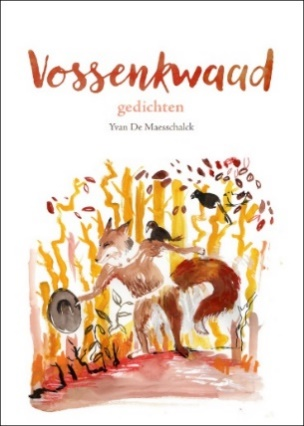 Vossenkwaad
gedichten
Yvan De Maesschalck